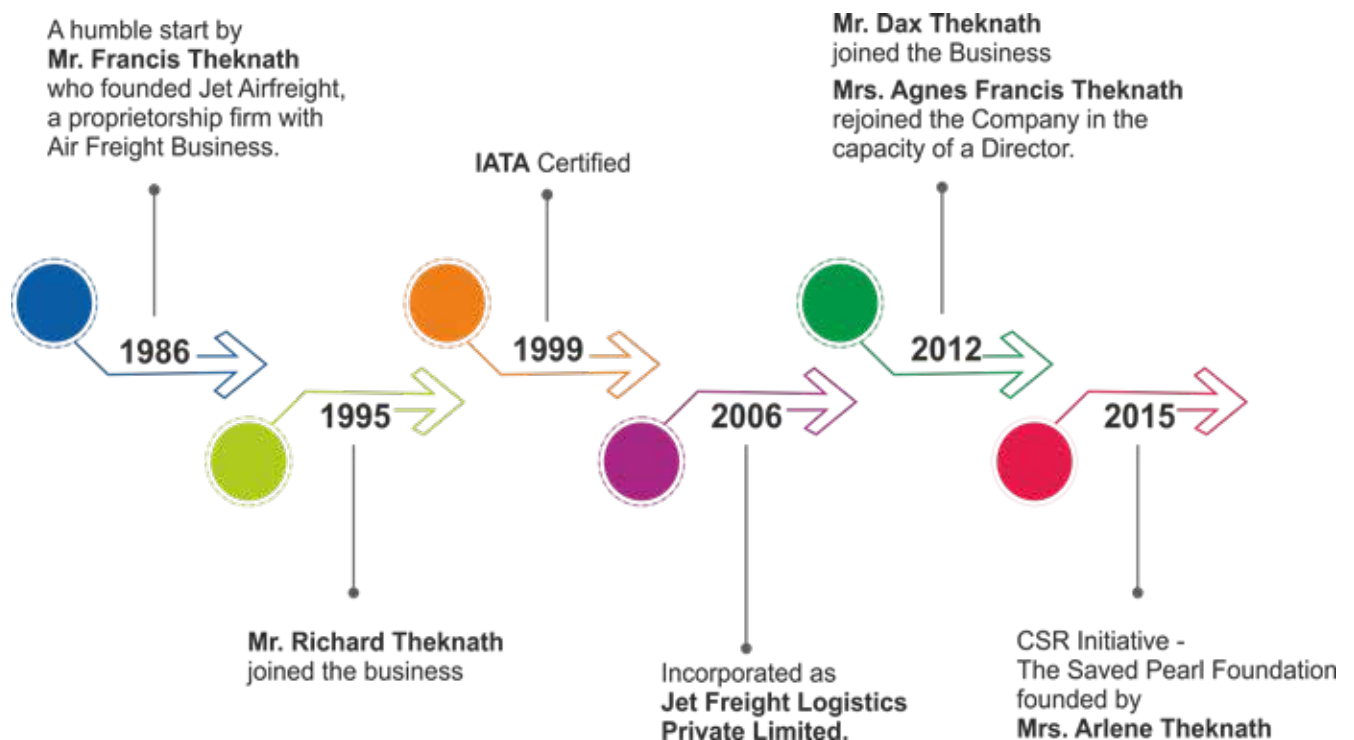 A humble start by
Mr. Francis Theknath
who founded Jet Airfreight,
a proprietorship firm with
Air Freight Business.
1986
Mr. Richard Theknath
joined the business
1995
IATA Certified
1999
Incorporated as
Jet Freight Logistics
Private Limited.
2006
Mr. Dax Theknath
joined the Business
Mrs. Agnes Francis Theknath
rejoined the Company in the
capacity of a Director.
2012
CSR Initiative -
The Saved Pearl Foundation
founded by
Mrs. Arlene Theknath
2015